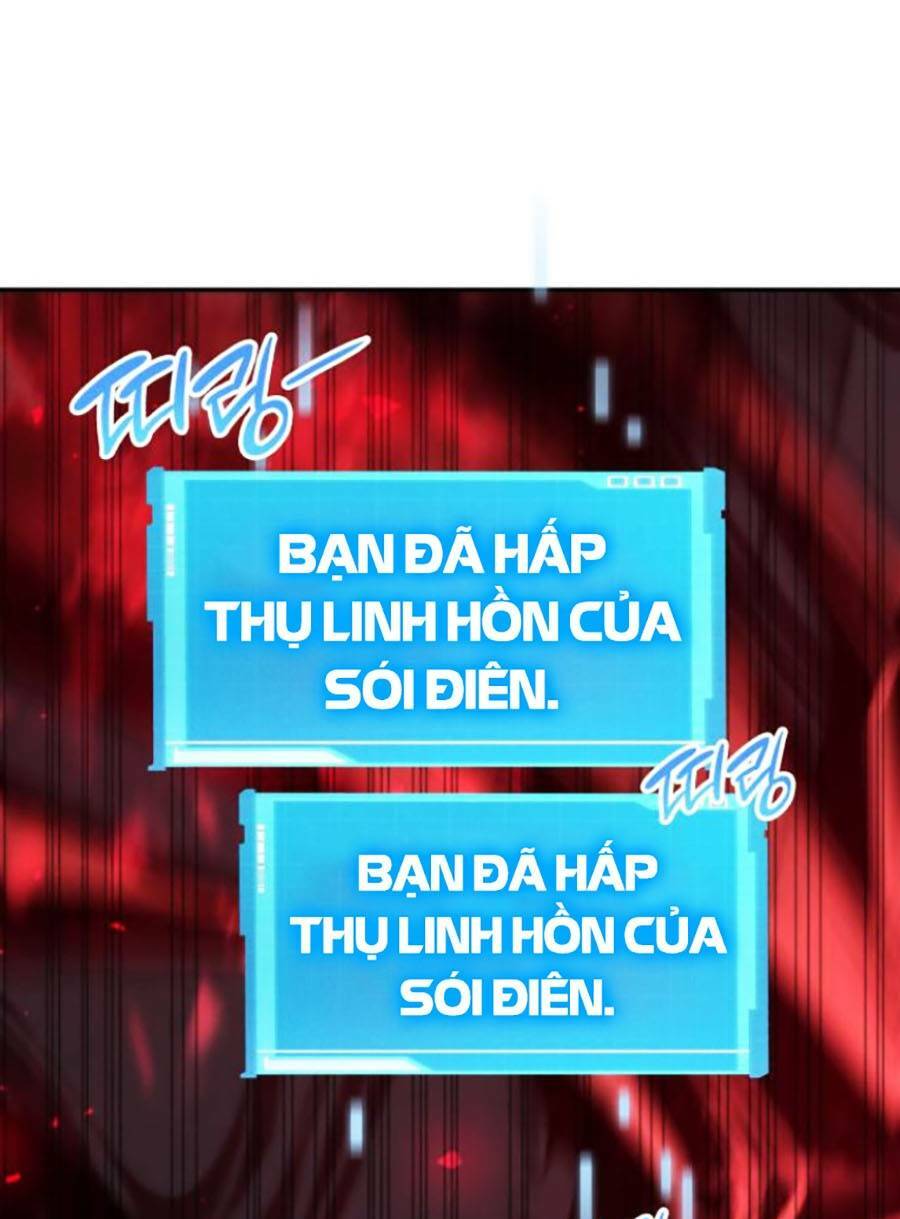 띠링-
BẠN ĐÃ HẤP
THỤ LINH HỒN CỦA
SÓI ĐIÊN.
띠링
BẠN ĐÃ HẤP
THỤ LINH HỒN CỦA
SÓI ĐIÊN.